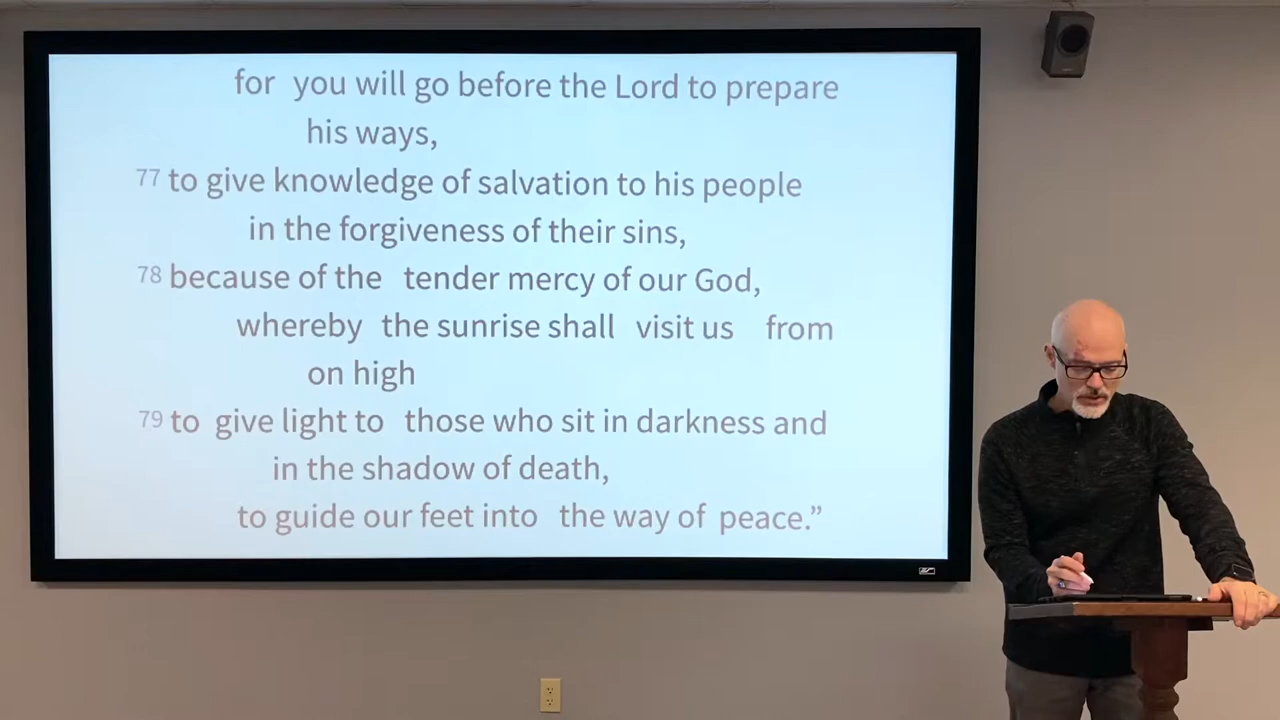 for you will go before the Lord to prepare
his ways,
77 to give knowledge of salvation to his people
in the forgiveness of their sins,
78 because of the tender mercy of our God,
whereby the sunrise shall visit us from
on high
79 to give light to those who sit in darkness and
in the shadow of death,
to guide our feet into the way of peace.”